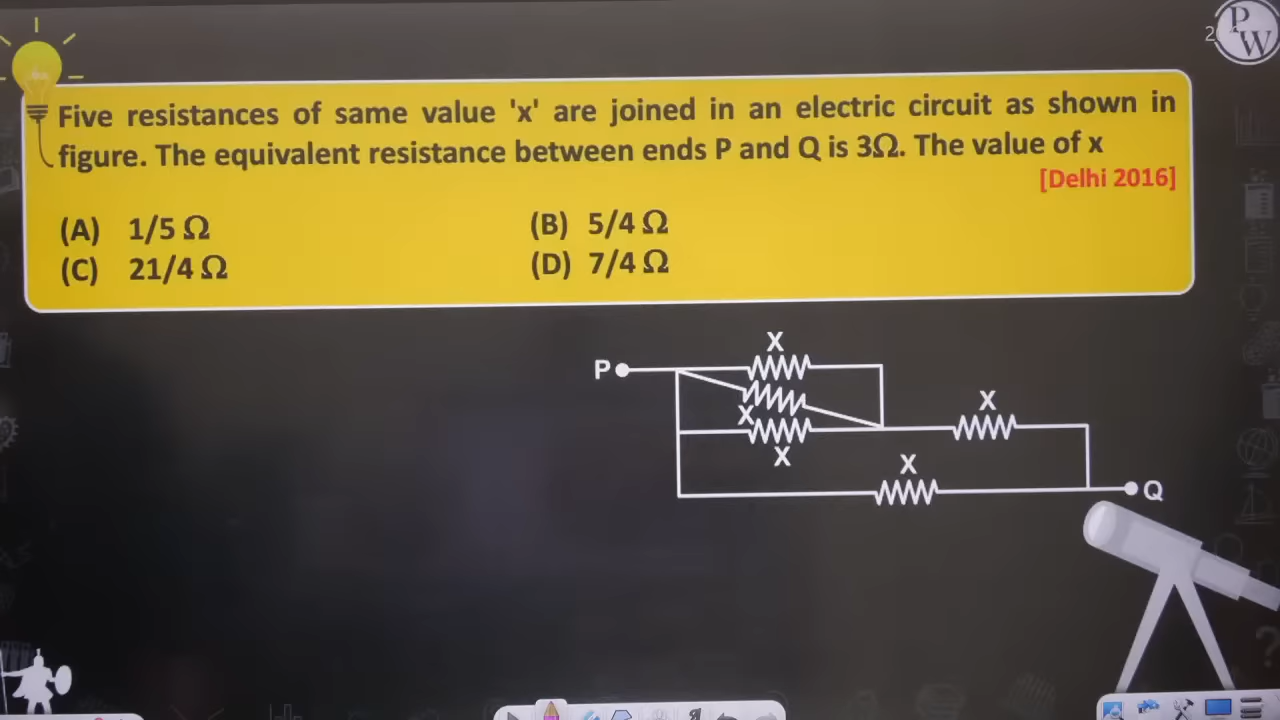 P
W
2
Five resistances of same value 'x' are joined in an electric circuit as shown in
figure. The equivalent resistance between ends P and Q is 3Ω. The value of x
[Delhi 2016]
(A) 1/5 Ω (B) 5/4 Ω
(C) 21/4 Ω (D) 7/4 Ω
X
P
X
X
X
X
Q